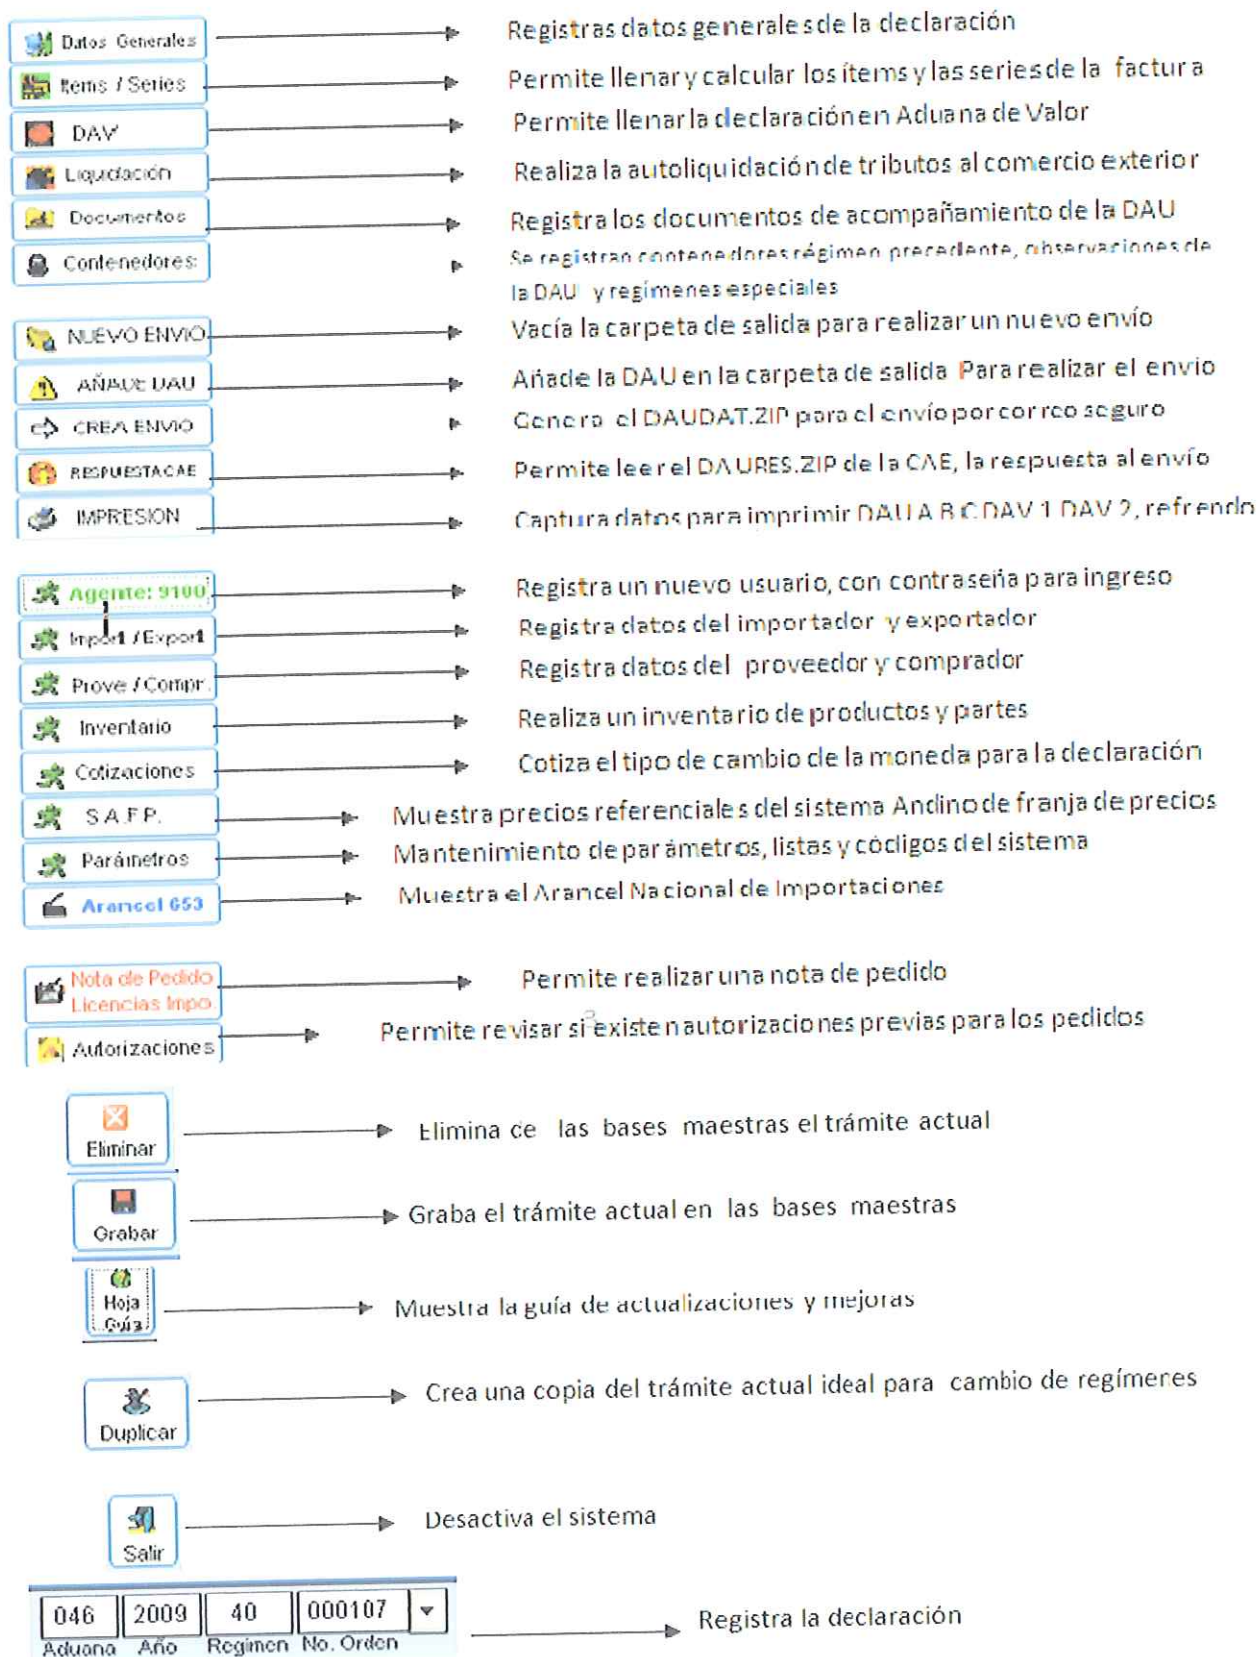 Datos Generales Registras datos generales de la declaración
Items / Series Permite llenar y calcular los ítems y las series de la factura
DAV Permite llenar la declaración en Aduana de Valor
Liquidación Realiza la autoliquidación de tributos al comercio exterior
Documentos Registra los documentos de acompañamiento de la DAU
Contenedores: Se registran contenedores régimen precedente, observaciones de
la DAU y regímenes especiales
NUEVO ENVIO Vacía la carpeta de salida para realizar un nuevo envío
AÑADE DAU Añade la DAU en la carpeta de salida Para realizar el envio
CREA ENVIO Genera el DAUDAT.ZIP para el envío por correo seguro
RESPUESTA CAE Permite leer el DAURES.ZIP de la CAE, la respuesta al envío
IMPRESION Captura datos para imprimir DAU A B C DAV 1 DAV 2, refrendo
Agente: 9100 Registra un nuevo usuario, con contraseña para ingreso
Import / Export Registra datos del importador y exportador
Prove / Compr. Registra datos del proveedor y comprador
Inventario Realiza un inventario de productos y partes
Cotizaciones Cotiza el tipo de cambio de la moneda para la declaración
S.A.F.P. Muestra precios referenciales del sistema Andino de franja de precios
Parámetros Mantenimiento de parámetros, listas y códigos del sistema
Arancel 653 Muestra el Arancel Nacional de Importaciones
Nota de Pedido Permite realizar una nota de pedido
Licencias Impo
Autorizaciones Permite revisar si existen autorizaciones previas para los pedidos
Eliminar Elimina de las bases maestras el trámite actual
Grabar Graba el trámite actual en las bases maestras
Hoja Muestra la guía de actualizaciones y mejoras
Guía
Duplicar Crea una copia del trámite actual ideal para cambio de regímenes
Salir Desactiva el sistema
046 2009 40 000107 Registra la declaración
Aduana Año Regimen No. Orden